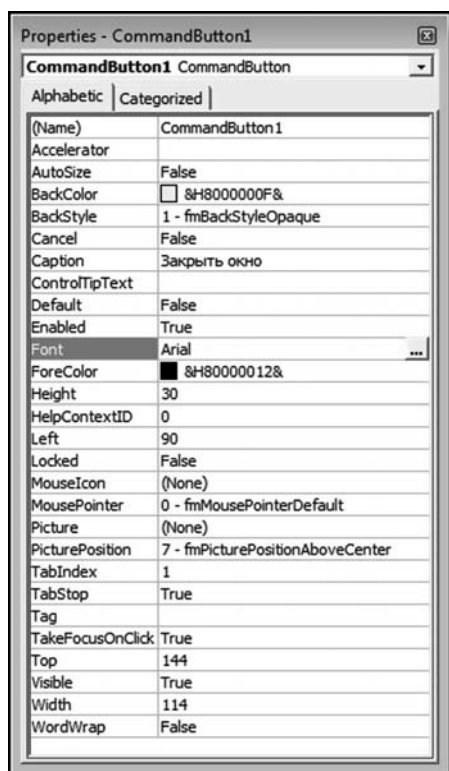 Properties - CommandButton1
CommandButton1 CommandButton
Alphabetic Categorized
(Name) CommandButton1
Accelerator
AutoSize False
BackColor &H8000000F&
BackStyle 1 - fmBackStyleOpaque
Cancel False
Caption Закрыть окно
ControlTipText
Default False
Enabled True
Font Arial ...
ForeColor &H80000012&
Height 30
HelpContextID 0
Left 90
Locked False
MouseIcon (None)
MousePointer 0 - fmMousePointerDefault
Picture (None)
PicturePosition 7 - fmPicturePositionAboveCenter
TabIndex 1
TabStop True
Tag
TakeFocusOnClick True
Top 144
Visible True
Width 114
WordWrap False